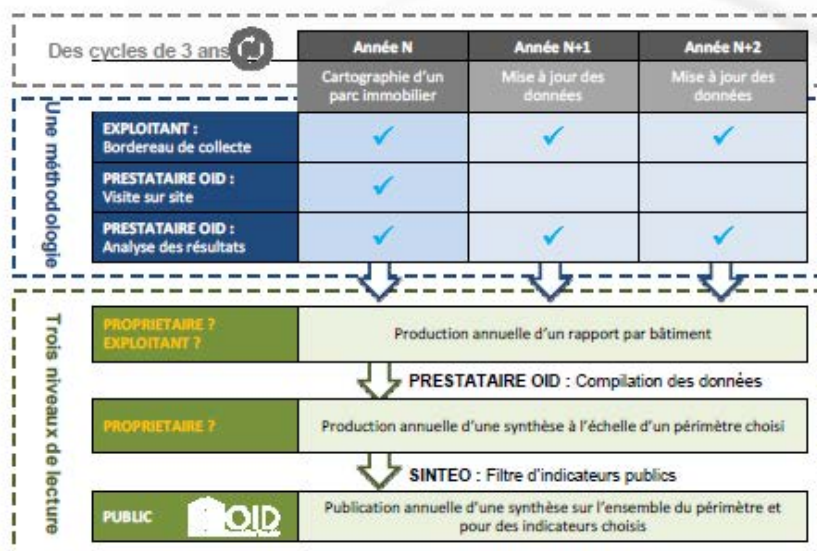 Des cycles de 3 ans
Année N
Année N+1
Année N+2
Cartographie d'un
parc immobilier
Mise à jour des
données
Mise à jour des
données
Une méthodologie
EXPLOITANT :
Bordereau de collecte
PRESTATAIRE OID :
Visite sur site
PRESTATAIRE OID :
Analyse des résultats
Trois niveaux de lecture
PROPRIETAIRE ?
EXPLOITANT ?
Production annuelle d'un rapport par bâtiment
PRESTATAIRE OID : Compilation des données
PROPRIETAIRE ?
Production annuelle d'une synthèse à l'échelle d'un périmètre choisi
SINTEO : Filtre d'indicateurs publics
PUBLIC
OID
Publication annuelle d'une synthèse sur l'ensemble du périmètre et
pour des indicateurs choisis